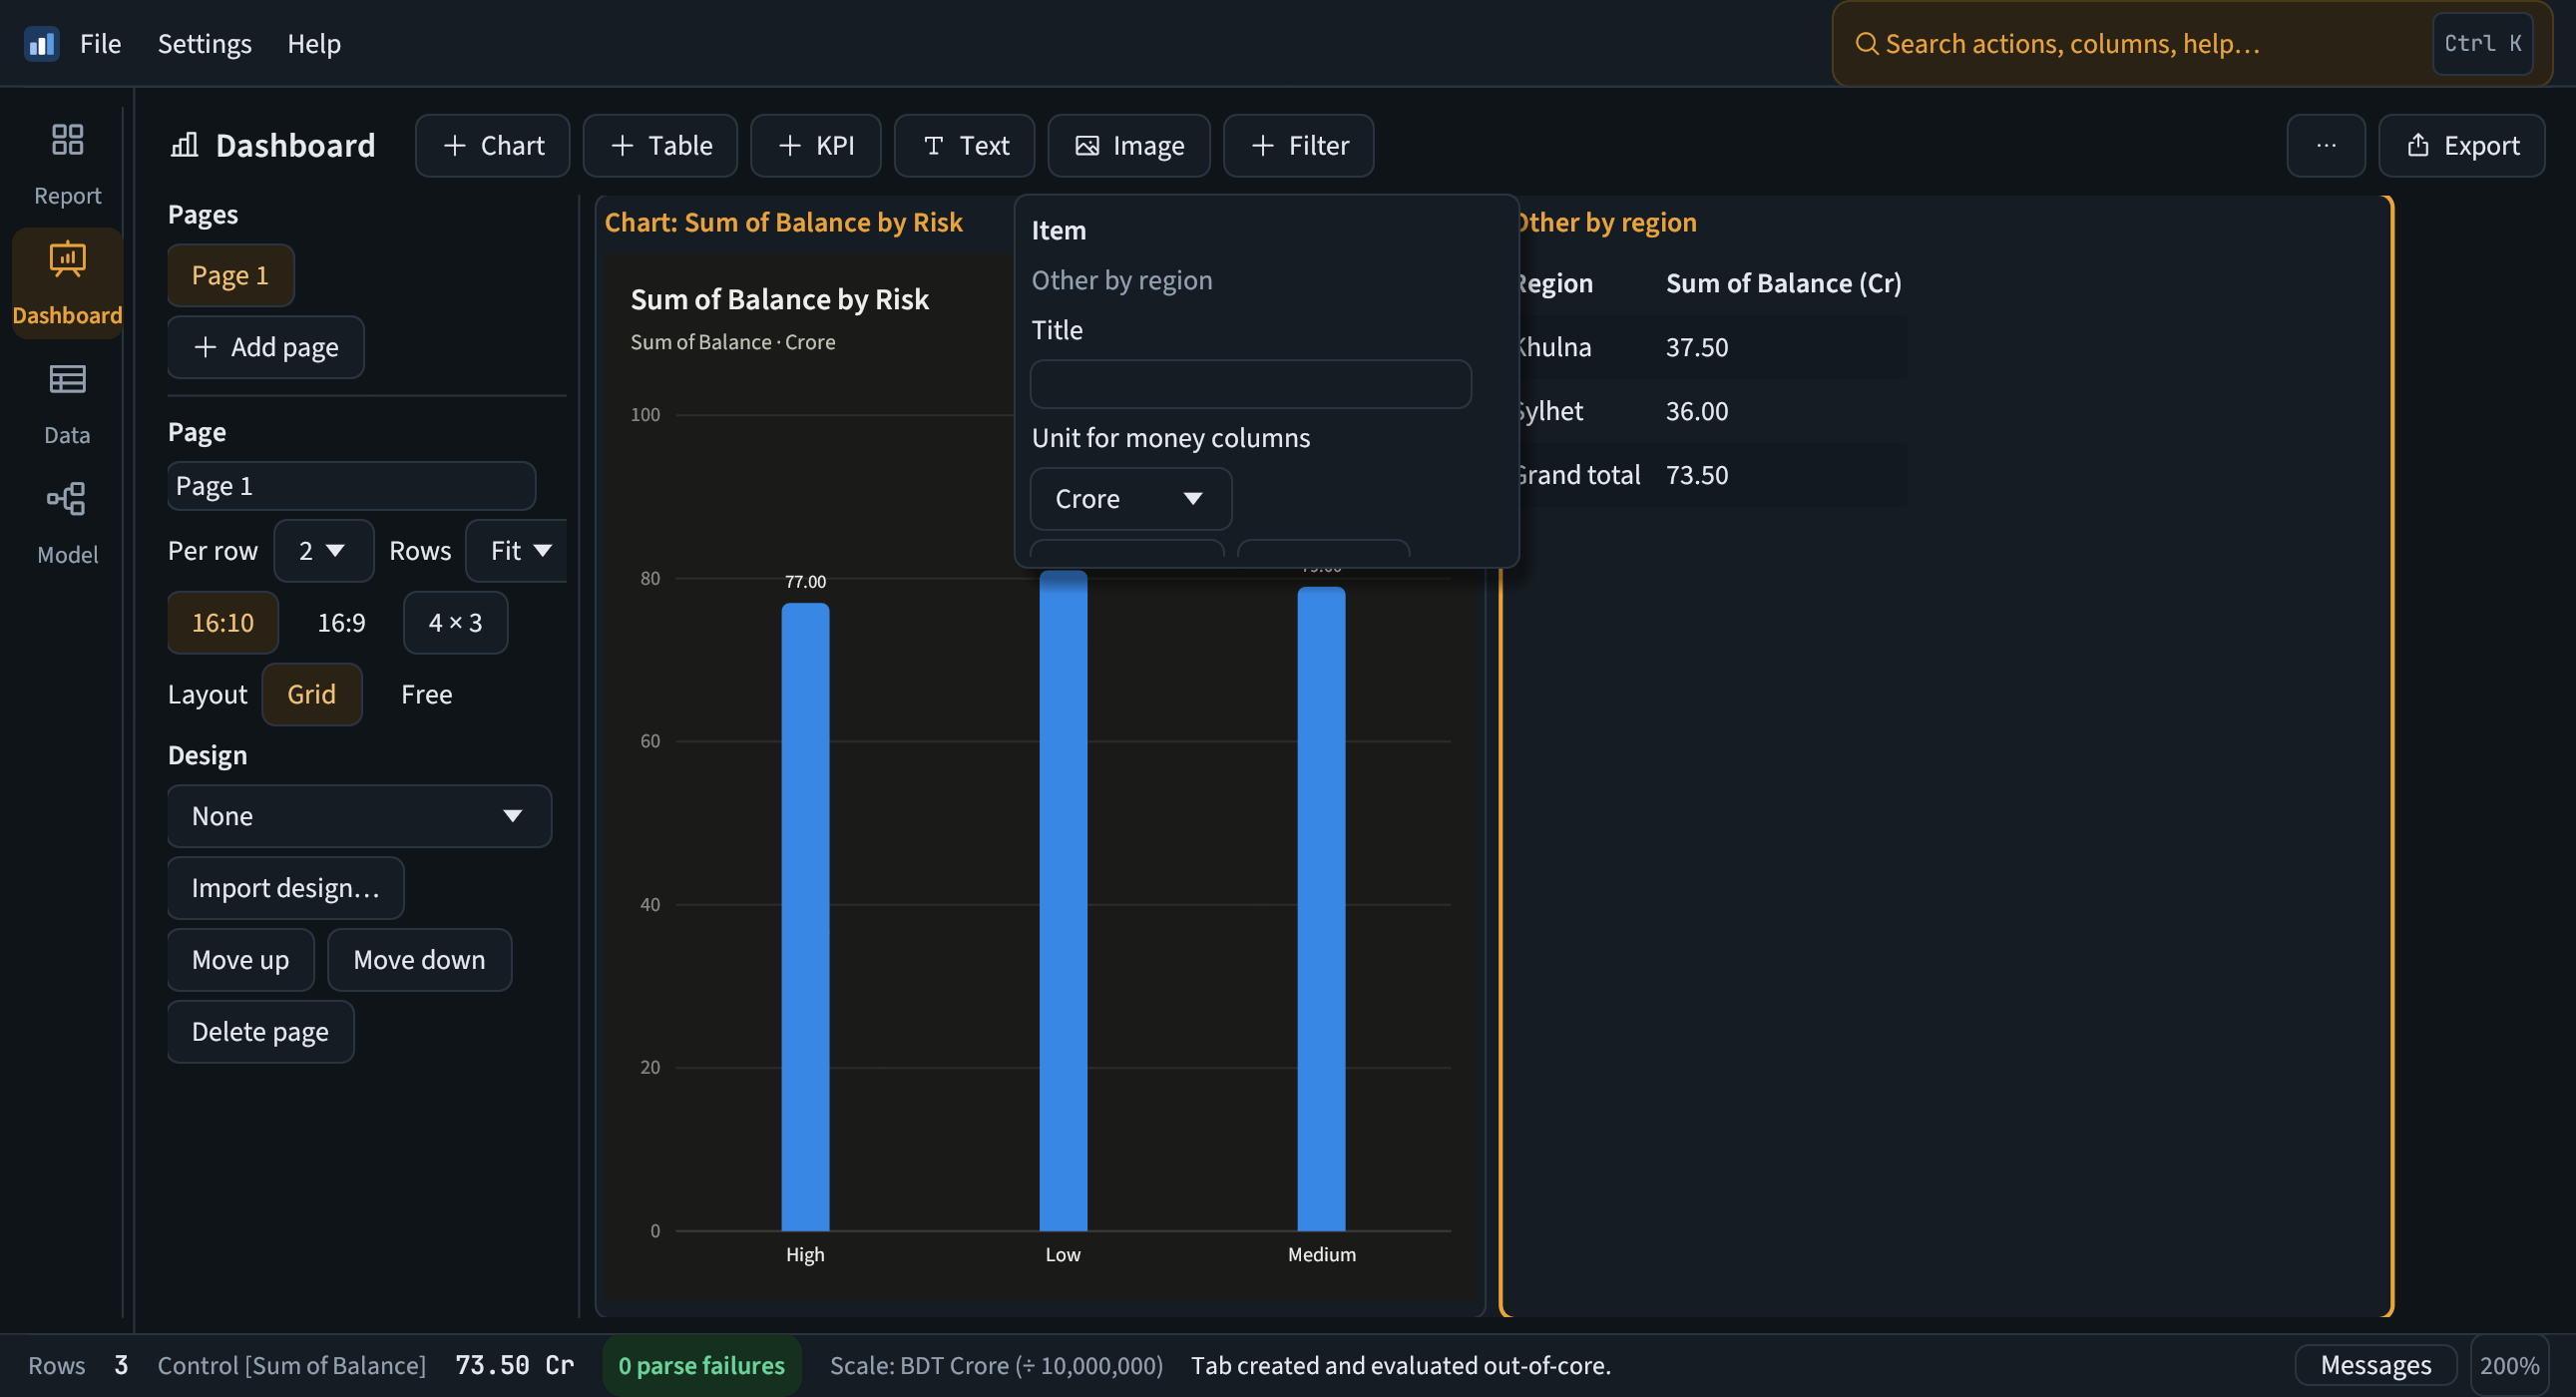 File Settings Help
Search actions, columns, help... Ctrl K
Dashboard + Chart + Table + KPI T Text Image + Filter ... Export
Report
Dashboard
Data
Model
Pages
Page 1
+ Add page
Page
Page 1
Per row 2 Rows Fit
16:10 16:9 4 × 3
Layout Grid Free
Design
None
Import design...
Move up Move down
Delete page
Chart: Sum of Balance by Risk
Sum of Balance by Risk
Sum of Balance · Crore
100
80
60
40
20
0
77.00
High Low Medium
Item
Other by region
Title
Unit for money columns
Crore
Other by region
Region Sum of Balance (Cr)
Khulna 37.50
Sylhet 36.00
Grand total 73.50
Rows 3 Control [Sum of Balance] 73.50 Cr 0 parse failures Scale: BDT Crore (÷ 10,000,000) Tab created and evaluated out-of-core. Messages 200%